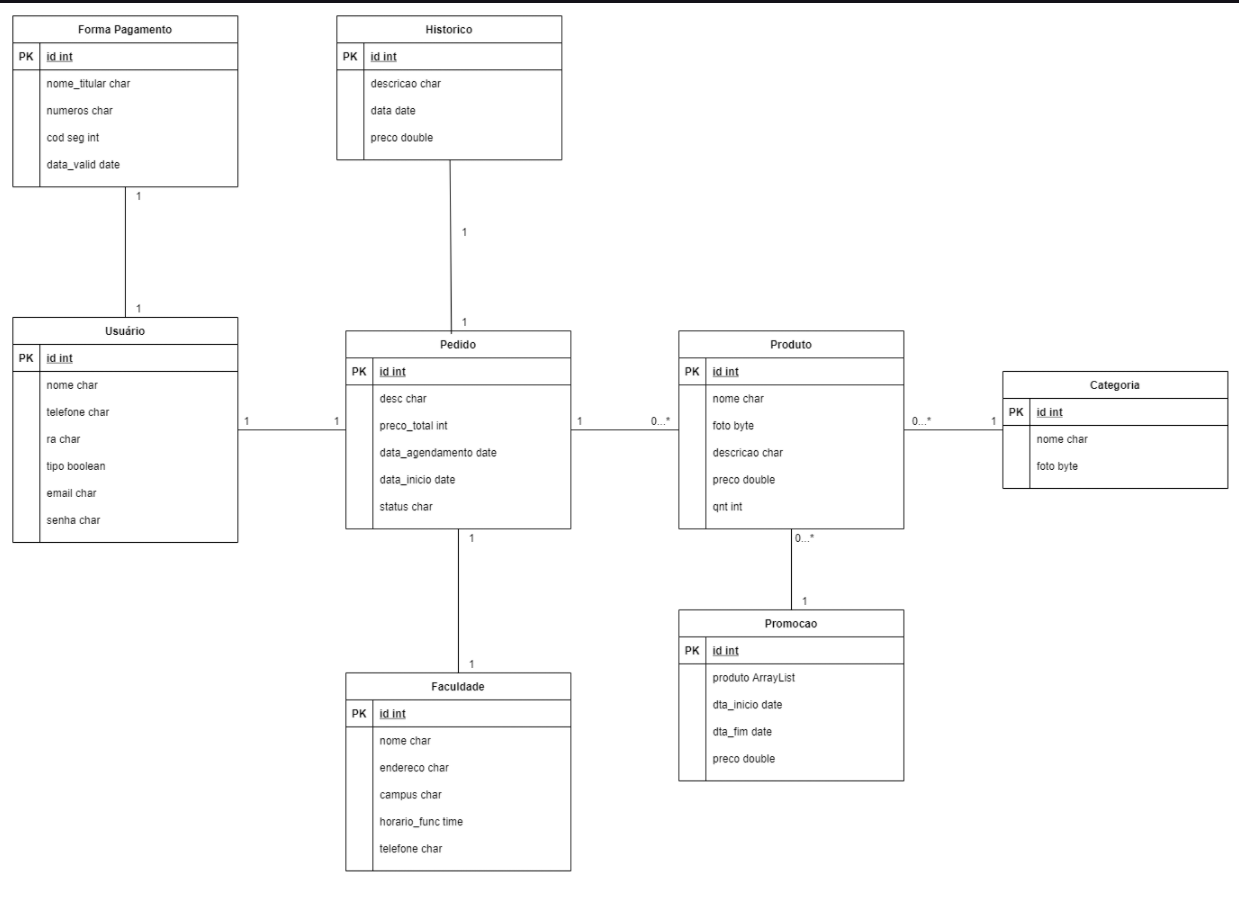 Forma Pagamento
PK id int
nome_titular char
numeros char
cod seg int
data_valid date
1
1
Historico
PK id int
descricao char
data date
preco double
1
1
Usuário
PK id int
nome char
telefone char
ra char
tipo boolean
email char
senha char
1
1
Pedido
PK id int
desc char
preco_total int
data_agendamento date
data_inicio date
status char
1
0...*
Produto
PK id int
nome char
foto byte
descricao char
preco double
qnt int
0...*
1
Categoria
PK id int
nome char
foto byte
1
1
Faculdade
PK id int
nome char
endereco char
campus char
horario_func time
telefone char
0...*
1
Promocao
PK id int
produto ArrayList
dta_inicio date
dta_fim date
preco double